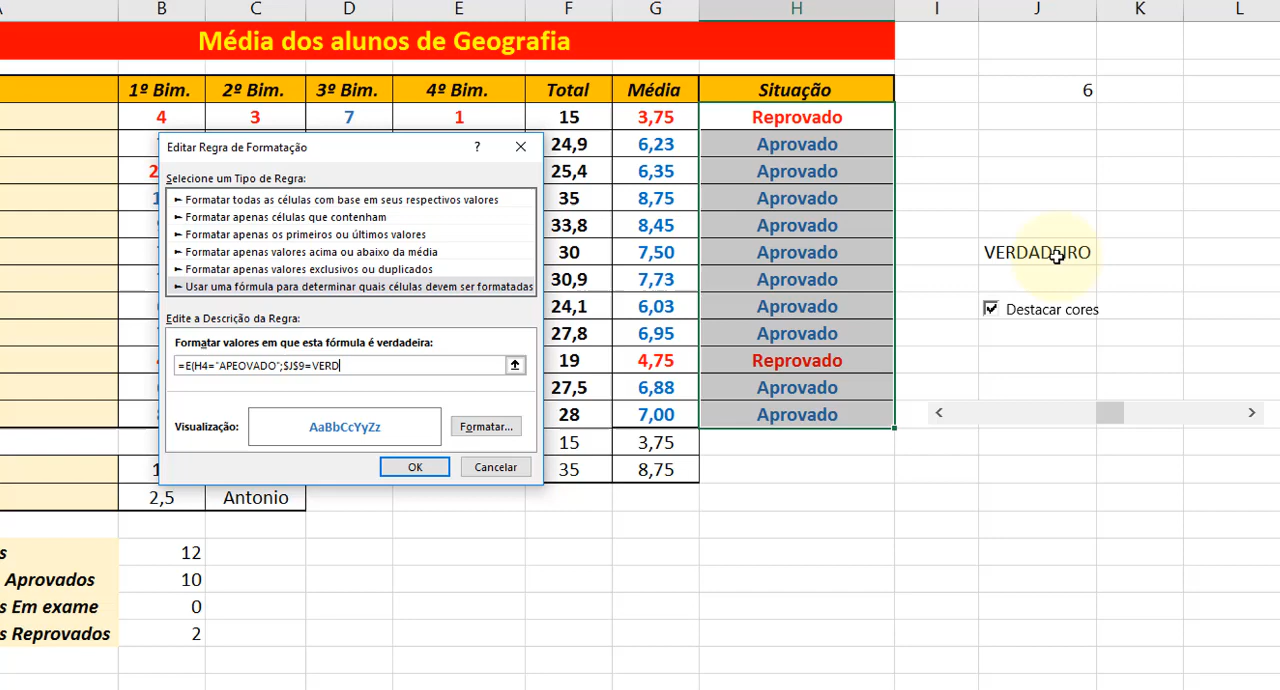 A B C D E F G H I J K L
Média dos alunos de Geografia
1º Bim. 2º Bim. 3º Bim. 4º Bim. Total Média Situação 6
4 3 7 1 15 3,75 Reprovado
Editar Regra de Formatação ? 24,9 6,23 Aprovado
Selecione um Tipo de Regra: 25,4 6,35 Aprovado
► Formatar todas as células com base em seus respectivos valores 35 8,75 Aprovado
► Formatar apenas células que contenham
► Formatar apenas os primeiros ou últimos valores 33,8 8,45 Aprovado
► Formatar apenas valores acima ou abaixo da média 30 7,50 Aprovado VERDADEIRO
► Formatar apenas valores exclusivos ou duplicados 30,9 7,73 Aprovado
► Usar uma fórmula para determinar quais células devem ser formatadas
24,1 6,03 Aprovado Destacar cores
Edite a Descrição da Regra:
27,8 6,95 Aprovado
Formatar valores em que esta fórmula é verdadeira:
=E(H4="APEOVADO";$J$9=VERD 19 4,75 Reprovado
27,5 6,88 Aprovado
28 7,00 Aprovado
Visualização: AaBbCcYyZz Formatar...
15 3,75
OK Cancelar 35 8,75
2,5 Antonio
s 12
Aprovados 10
s Em exame 0
s Reprovados 2